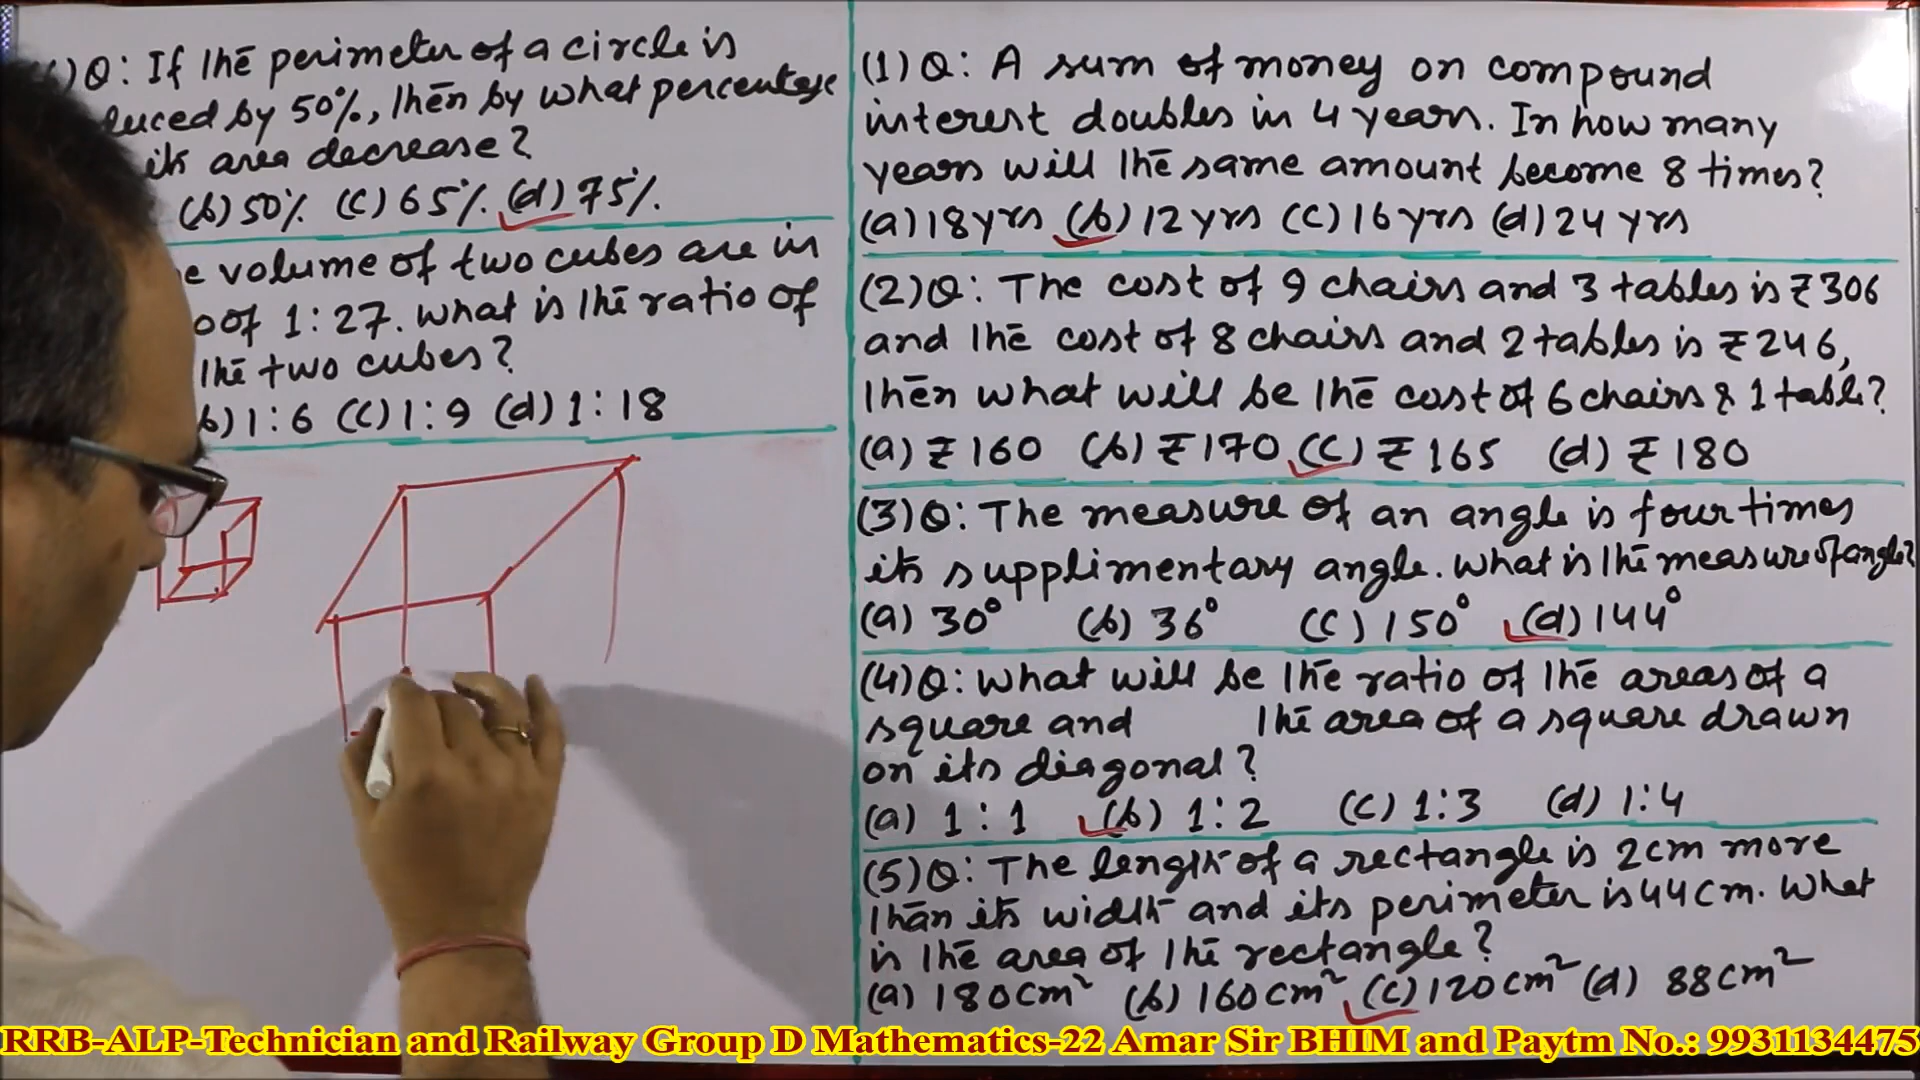 )Q: If the perimeter of a circle is
duced by 50%, then by what percentage
its area decrease?
(b) 50% (c) 65% (d) 75%.
e volume of two cubes are in
o of 1:27. what is the ratio of
the two cubes?
b) 1:6 (c) 1:9 (d) 1:18
(1) Q: A sum of money on compound
interest doubles in 4 years. In how many
years will the same amount become 8 times?
(a) 18 yrs (b) 12 yrs (c) 16 yrs (d) 24 yrs
(2) Q: The cost of 9 chairs and 3 tables is ₹306
and the cost of 8 chairs and 2 tables is ₹246,
then what will be the cost of 6 chairs & 1 table?
(a) ₹160 (b) ₹170 (c) ₹165 (d) ₹180
(3) Q: The measure of an angle is four times
its supplimentary angle. what is the measure of angle?
(a) 30° (b) 36° (c) 150° (d) 144°
(4) Q: what will be the ratio of the areas of a
square and the area of a square drawn
on its diagonal?
(a) 1:1 (b) 1:2 (c) 1:3 (d) 1:4
(5) Q: The length of a rectangle is 2cm more
than its width and its perimeter is 44cm. what
is the area of the rectangle?
(a) 180cm² (b) 160cm² (c) 120cm² (d) 88cm²
RRB-ALP-Technician and Railway Group D Mathematics-22 Amar Sir BHIM and Paytm No.: 9931134475